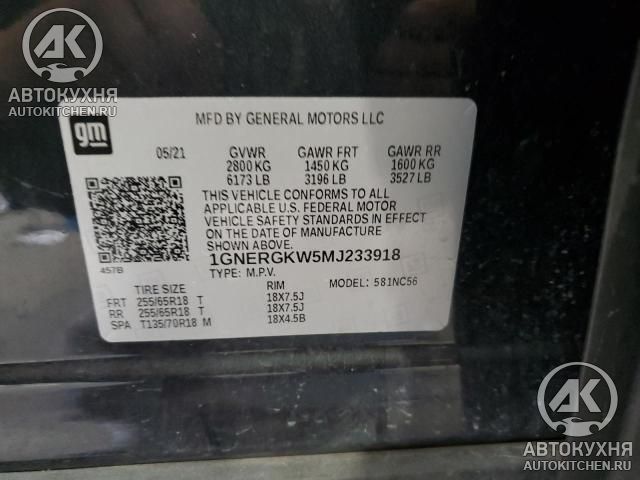 AK
АВТОКУХНЯ
AUTOKITCHEN.RU
gm
MFD BY GENERAL MOTORS LLC
05/21 GVWR GAWR FRT GAWR RR
2800 KG 1450 KG 1600 KG
6173 LB 3196 LB 3527 LB
THIS VEHICLE CONFORMS TO ALL
APPLICABLE U.S. FEDERAL MOTOR
VEHICLE SAFETY STANDARDS IN EFFECT
ON THE DATE OF MANUFACTURE
SHOWN ABOVE.
457B
1GNERGKW5MJ233918
TYPE: M.P.V. MODEL: 581NC56
TIRE SIZE RIM
FRT 255/65R18 T 18X7.5J
RR 255/65R18 T 18X7.5J
SPA T135/70R18 M 18X4.5B
AK
АВТОКУХНЯ
AUTOKITCHEN.RU